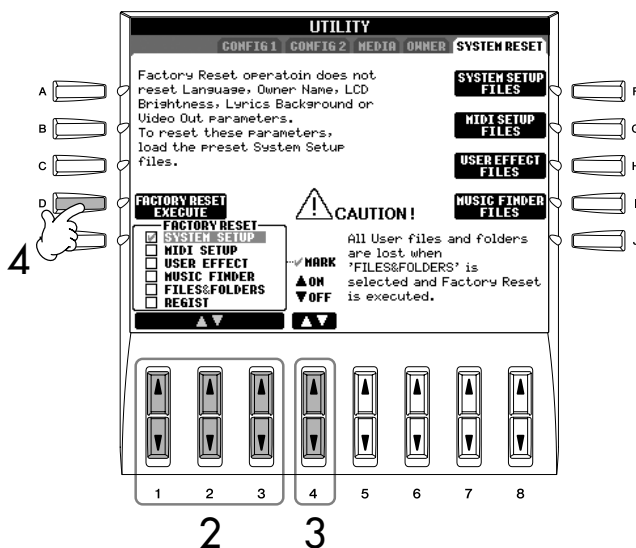 UTILITY
CONFIG 1 CONFIG 2 MEDIA OWNER SYSTEM RESET
Factory Reset operatoin does not
reset Language, Owner Name, LCD
Brightness, Lyrics Background or
Video Out parameters.
To reset these parameters,
load the preset System Setup
files.
SYSTEM SETUP
FILES
MIDI SETUP
FILES
USER EFFECT
FILES
MUSIC FINDER
FILES
A
B
C
D
F
G
H
I
J
4
FACTORY RESET
EXECUTE
CAUTION!
FACTORY RESET
SYSTEM SETUP
MIDI SETUP
USER EFFECT
MUSIC FINDER
FILES&FOLDERS
REGIST
MARK
▲ON
▼OFF
All User files and folders
are lost when
'FILES&FOLDERS' is
selected and Factory Reset
is executed.
1 2 3 4 5 6 7 8
2 3